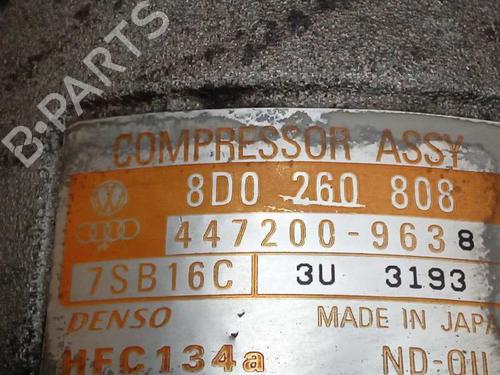 B-PARTS
COMPRESSOR ASSY
8D0 260 808
447200-9638
7SB16C 3U 3193
DENSO MADE IN JAPA
HFC134a ND-OIL